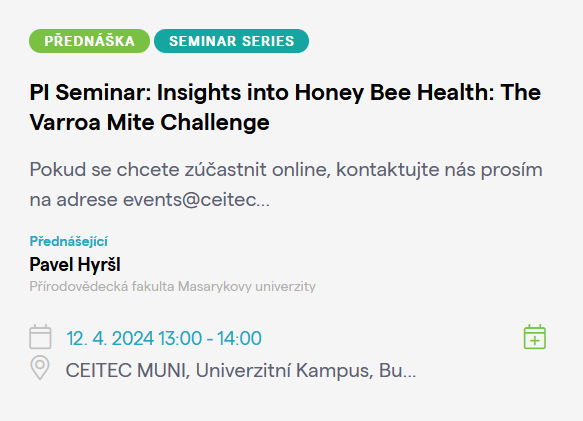 PŘEDNÁŠKA SEMINAR SERIES
PI Seminar: Insights into Honey Bee Health: The
Varroa Mite Challenge
Pokud se chcete zúčastnit online, kontaktujte nás prosím
na adrese events@ceitec...
Přednášející
Pavel Hyršl
Přírodovědecká fakulta Masarykovy univerzity
12. 4. 2024 13:00 - 14:00
CEITEC MUNI, Univerzitní Kampus, Bu...